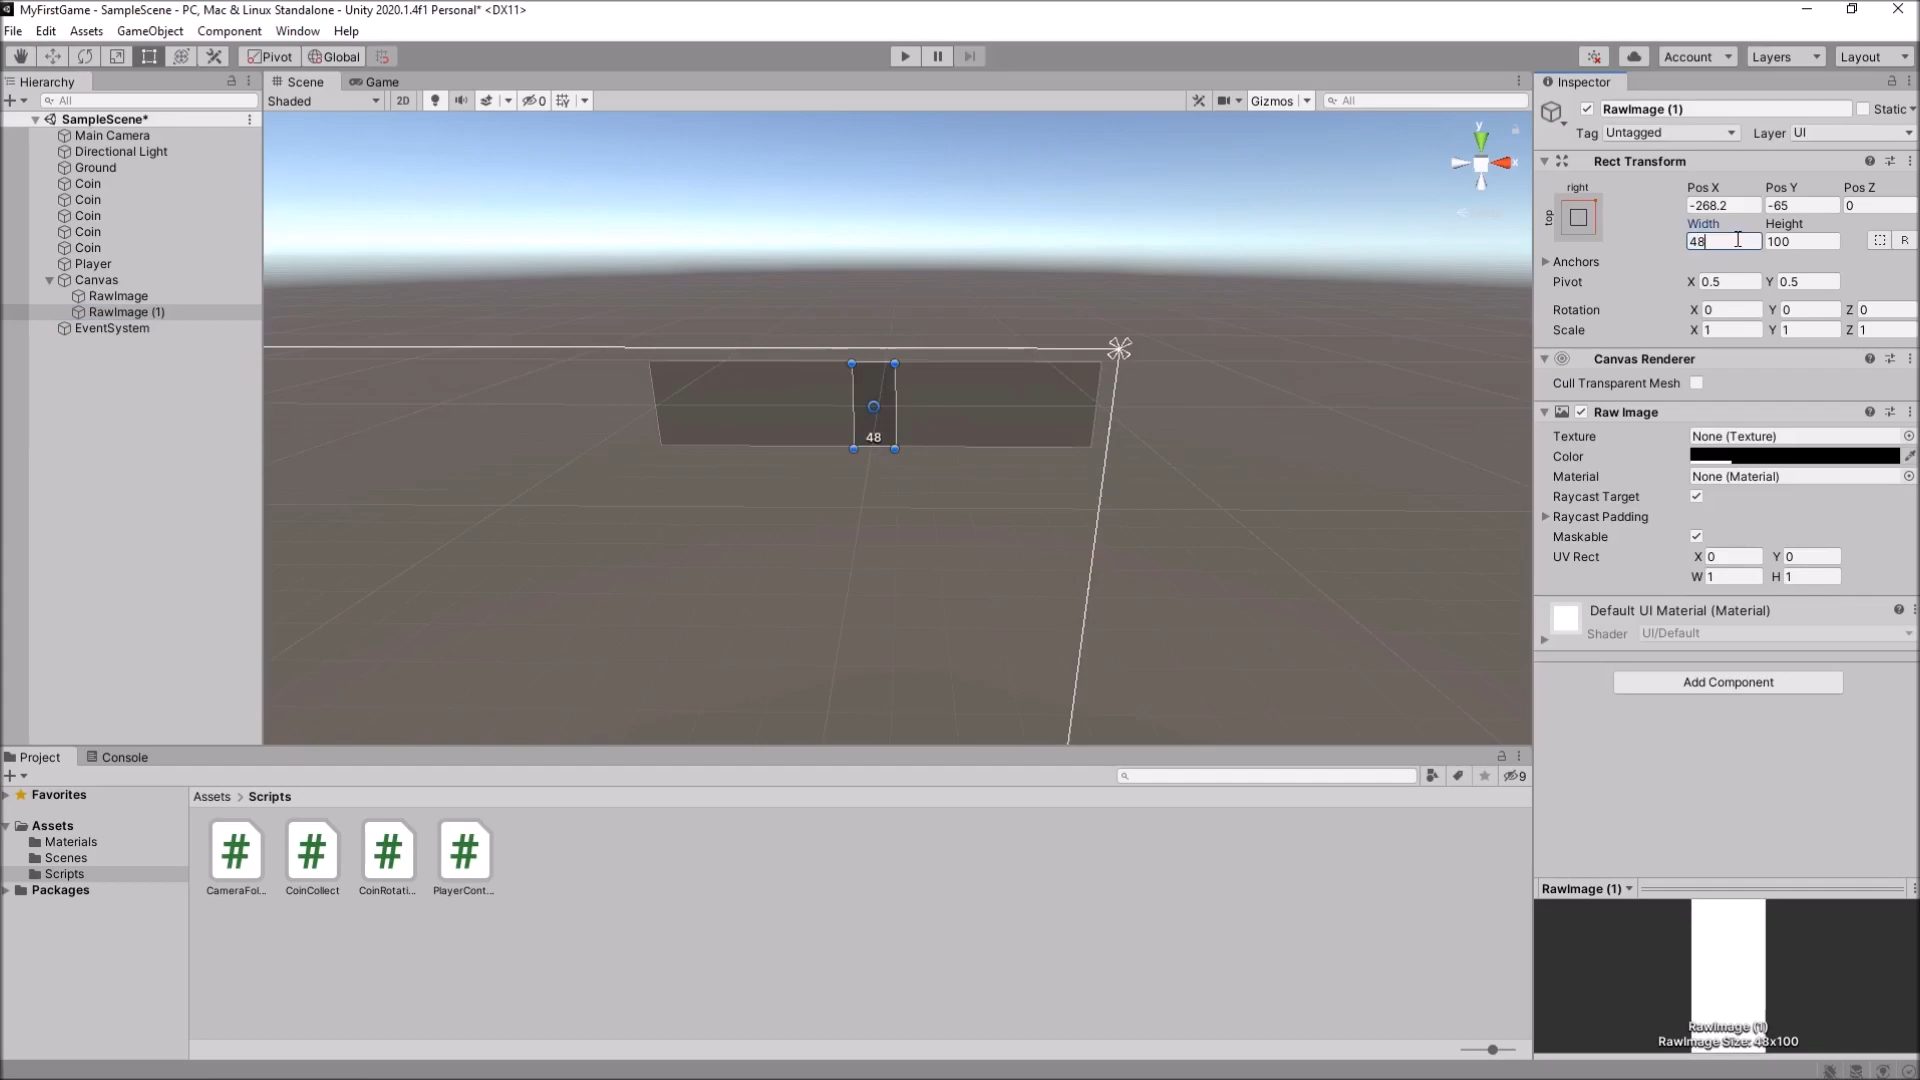 MyFirstGame - SampleScene - PC, Mac & Linux Standalone - Unity 2020.1.4f1 Personal* <DX11>
File Edit Assets GameObject Component Window Help
Pivot Global Account Layers Layout
Hierarchy
All
SampleScene*
Main Camera
Directional Light
Ground
Coin
Coin
Coin
Coin
Coin
Player
Canvas
RawImage
RawImage (1)
EventSystem
Scene Game
Shaded 2D 0 Gizmos All
y
x
48
Inspector
RawImage (1) Static
Tag Untagged Layer UI
Rect Transform
right
top
Pos X Pos Y Pos Z
-268.2 -65 0
Width Height
48 100 R
Anchors
Pivot X 0.5 Y 0.5
Rotation X 0 Y 0 Z 0
Scale X 1 Y 1 Z 1
Canvas Renderer
Cull Transparent Mesh
Raw Image
Texture None (Texture)
Color
Material None (Material)
Raycast Target
Raycast Padding
Maskable
UV Rect X 0 Y 0
W 1 H 1
Default UI Material (Material)
Shader UI/Default
Add Component
RawImage (1)
RawImage (1)
RawImage Size: 48x100
Project Console
9
Favorites
Assets
Materials
Scenes
Scripts
Packages
Assets > Scripts
CameraFol... CoinCollect CoinRotati... PlayerCont...